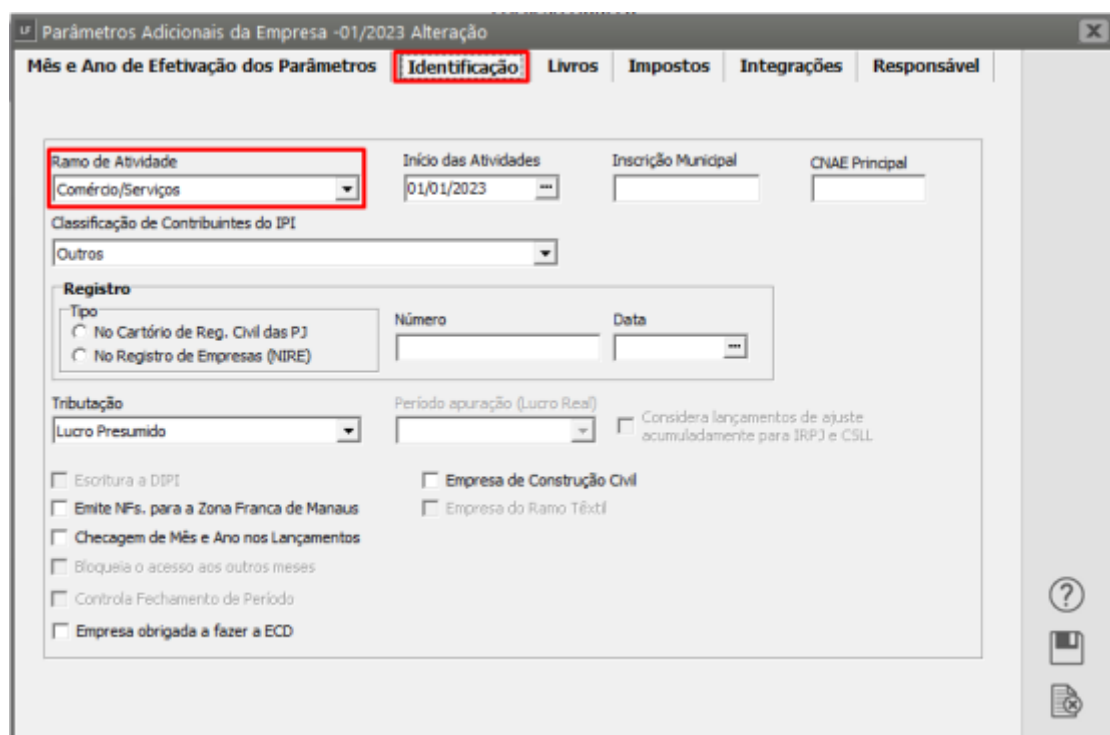 LF Parâmetros Adicionais da Empresa -01/2023 Alteração
Mês e Ano de Efetivação dos Parâmetros Identificação Livros Impostos Integrações Responsável
Ramo de Atividade Início das Atividades Inscrição Municipal CNAE Principal
Comércio/Serviços 01/01/2023 ...
Classificação de Contribuintes do IPI
Outros
Registro
Tipo
No Cartório de Reg. Civil das PJ Número Data
No Registro de Empresas (NIRE) ...
Tributação Período apuração (Lucro Real) Considera lançamentos de ajuste
Lucro Presumido acumuladamente para IRPJ e CSLL
Escritura a DIPI Empresa de Construção Civil
Emite NFs. para a Zona Franca de Manaus Empresa do Ramo Têxtil
Checagem de Mês e Ano nos Lançamentos
Bloqueia o acesso aos outros meses
Controla Fechamento de Período
Empresa obrigada a fazer a ECD